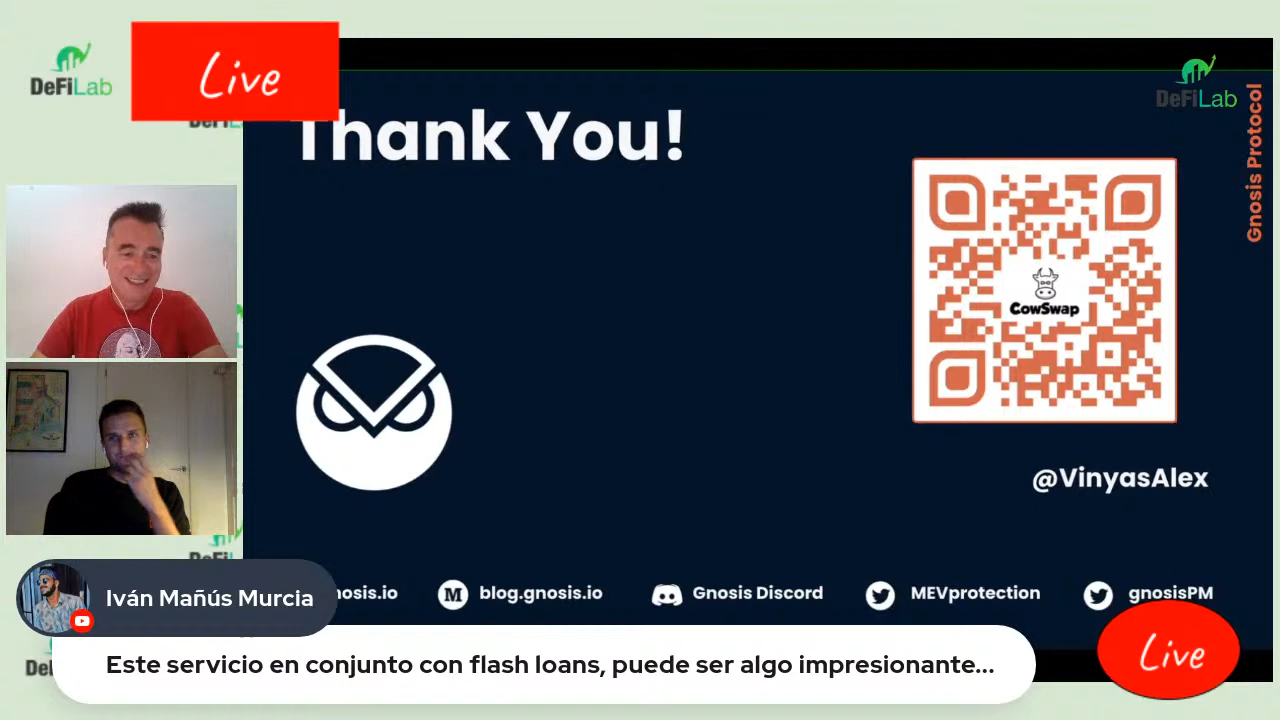 DeFiLab
Live
DeFiLab
Thank You!
Gnosis Protocol
CowSwap
@VinyasAlex
nosis.io
blog.gnosis.io
Gnosis Discord
MEVprotection
gnosisPM
Iván Mañús Murcia
Este servicio en conjunto con flash loans, puede ser algo impresionante...
Live